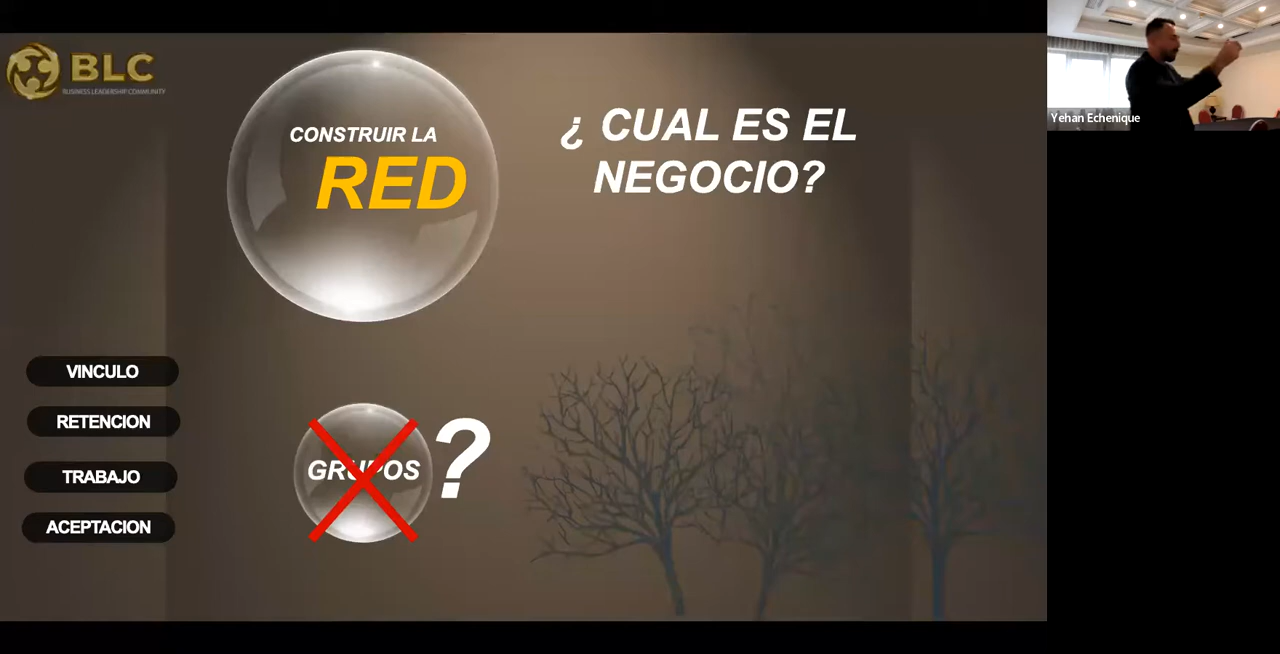 BLC
BUSINESS LEADERSHIP COMMUNITY
CONSTRUIR LA
RED
¿ CUAL ES EL
NEGOCIO?
VINCULO
RETENCION
TRABAJO
ACEPTACION
GRUPOS
?
Yehan Echenique